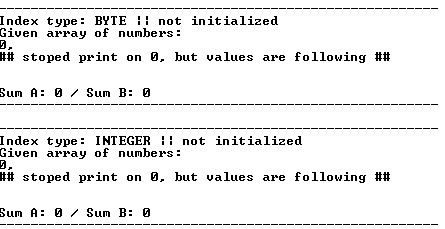 Index type: BYTE || not initialized
Given array of numbers:
0,
## stoped print on 0, but values are following ##
Sum A: 0 / Sum B: 0
Index type: INTEGER || not initialized
Given array of numbers:
0,
## stoped print on 0, but values are following ##
Sum A: 0 / Sum B: 0